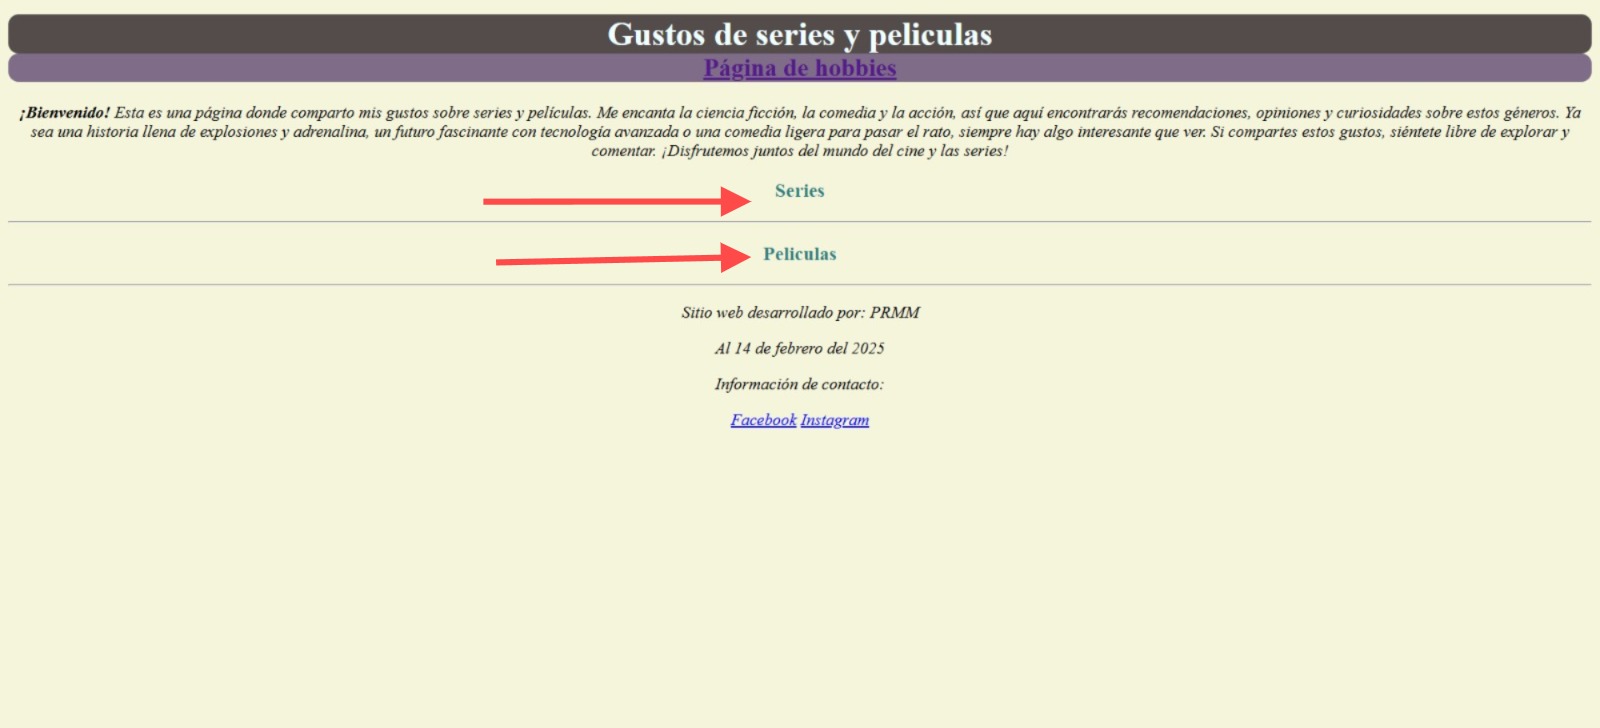 Gustos de series y peliculas
Página de hobbies
¡Bienvenido! Esta es una página donde comparto mis gustos sobre series y películas. Me encanta la ciencia ficción, la comedia y la acción, así que aquí encontrarás recomendaciones, opiniones y curiosidades sobre estos géneros. Ya
sea una historia llena de explosiones y adrenalina, un futuro fascinante con tecnología avanzada o una comedia ligera para pasar el rato, siempre hay algo interesante que ver. Si compartes estos gustos, siéntete libre de explorar y
comentar. ¡Disfrutemos juntos del mundo del cine y las series!
Series
Peliculas
Sitio web desarrollado por: PRMM
Al 14 de febrero del 2025
Información de contacto:
Facebook Instagram